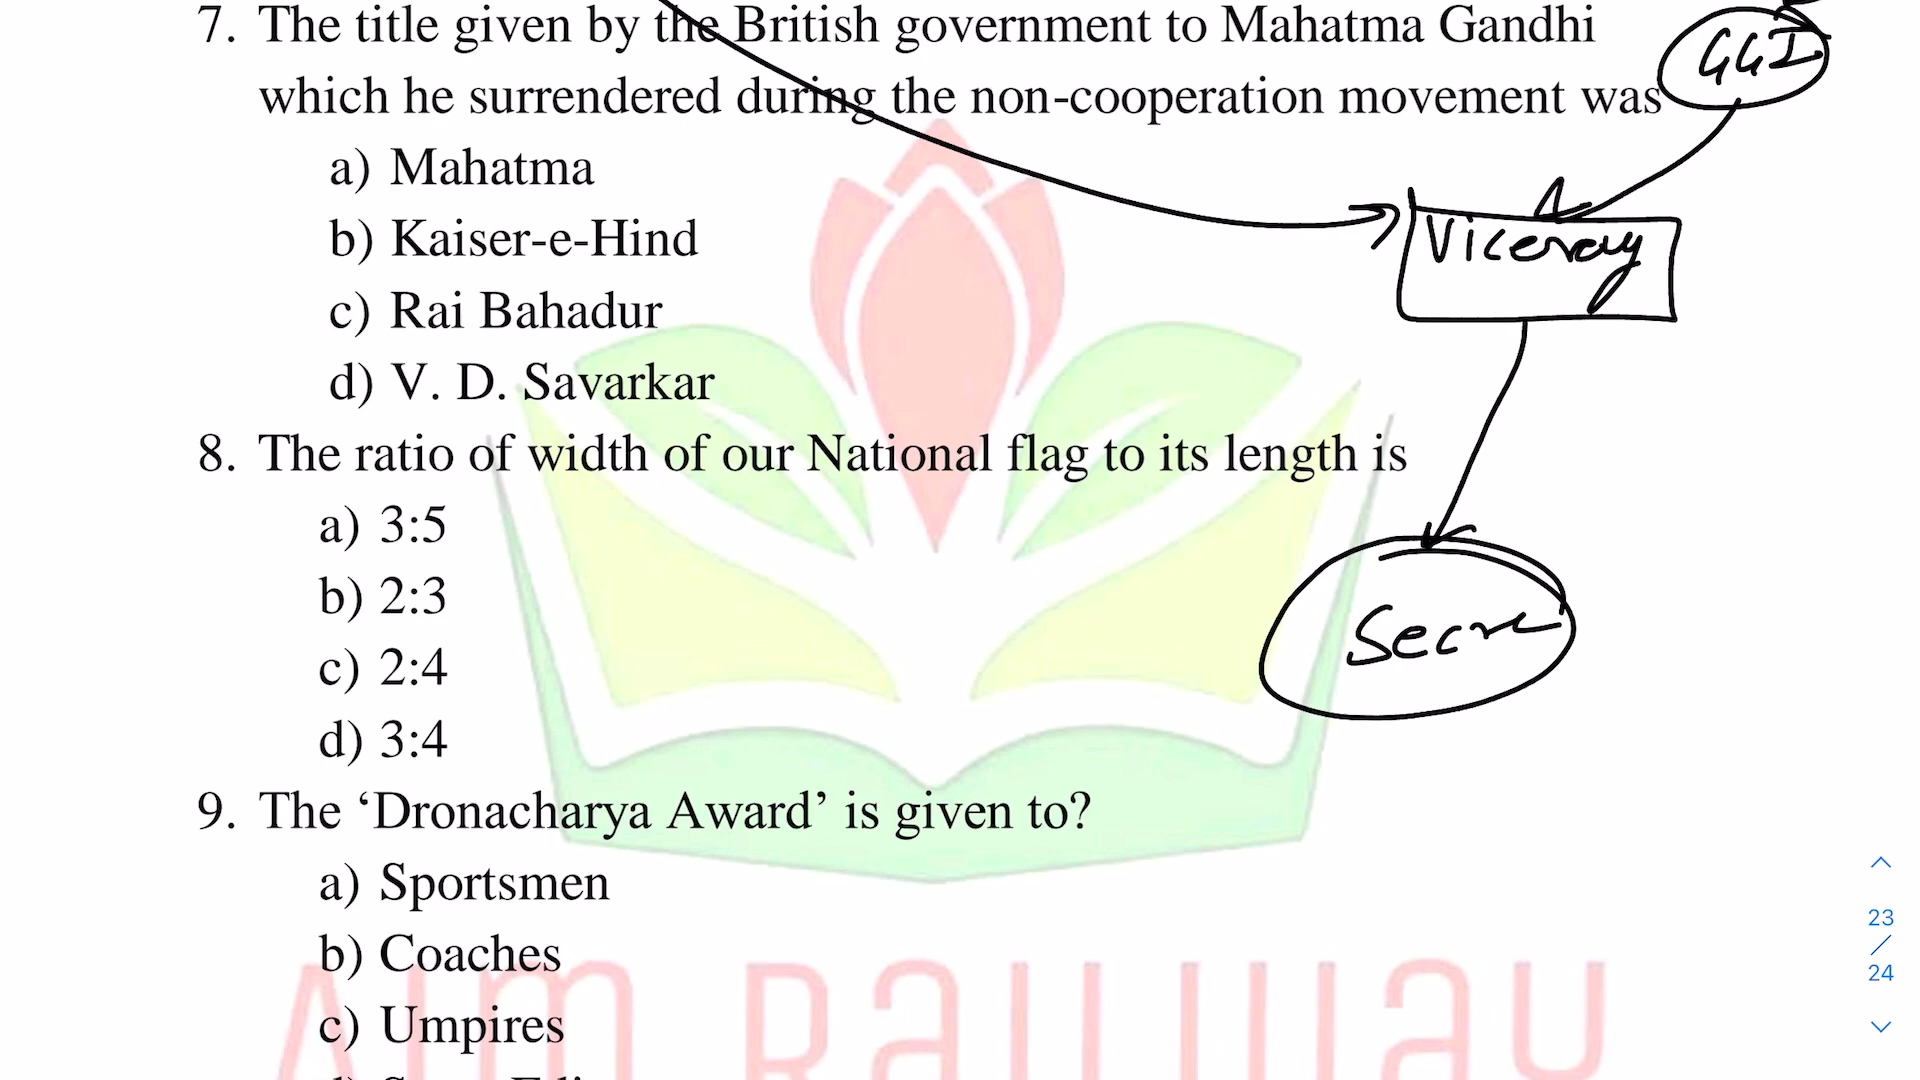 7. The title given by the British government to Mahatma Gandhi
which he surrendered during the non-cooperation movement was
GGI
a) Mahatma
b) Kaiser-e-Hind
Viceroy
c) Rai Bahadur
d) V. D. Savarkar
8. The ratio of width of our National flag to its length is
a) 3:5
b) 2:3
Secre
c) 2:4
d) 3:4
9. The ‘Dronacharya Award’ is given to?
a) Sportsmen
b) Coaches
c) Umpires
23
/
24
AIM Railway